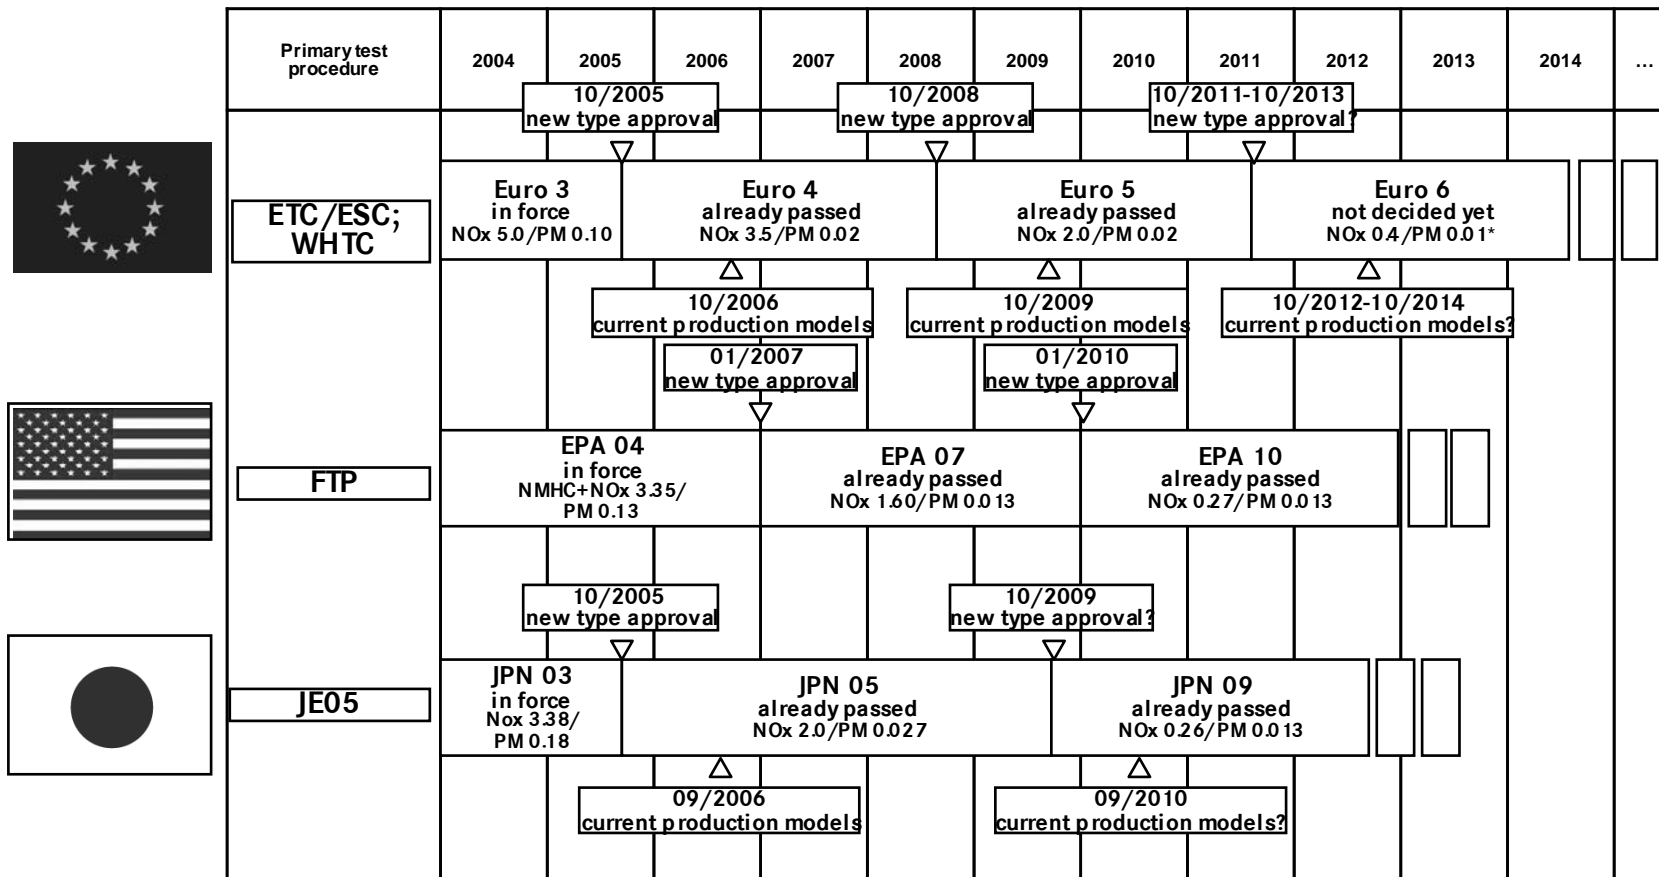 Primary test
procedure
2004
2005
2006
2007
2008
2009
2010
2011
2012
2013
2014
...
10/2005
new type approval
10/2008
new type approval
10/2011-10/2013
new type approval?
ETC/ESC;
WHTC
Euro 3
in force
NOx 5.0/PM 0.10
Euro 4
already passed
NOx 3.5/PM 0.02
Euro 5
already passed
NOx 2.0/PM 0.02
Euro 6
not decided yet
NOx 0.4/PM 0.01*
10/2006
current production models
10/2009
current production models
10/2012-10/2014
current production models?
01/2007
new type approval
01/2010
new type approval
FTP
EPA 04
in force
NMHC+NOx 3.35/
PM 0.13
EPA 07
already passed
NOx 1.60/PM 0.013
EPA 10
already passed
NOx 0.27/PM 0.013
10/2005
new type approval
10/2009
new type approval?
JE05
JPN 03
in force
Nox 3.38/
PM 0.18
JPN 05
already passed
NOx 2.0/PM 0.027
JPN 09
already passed
NOx 0.26/PM 0.013
09/2006
current production models
09/2010
current production models?